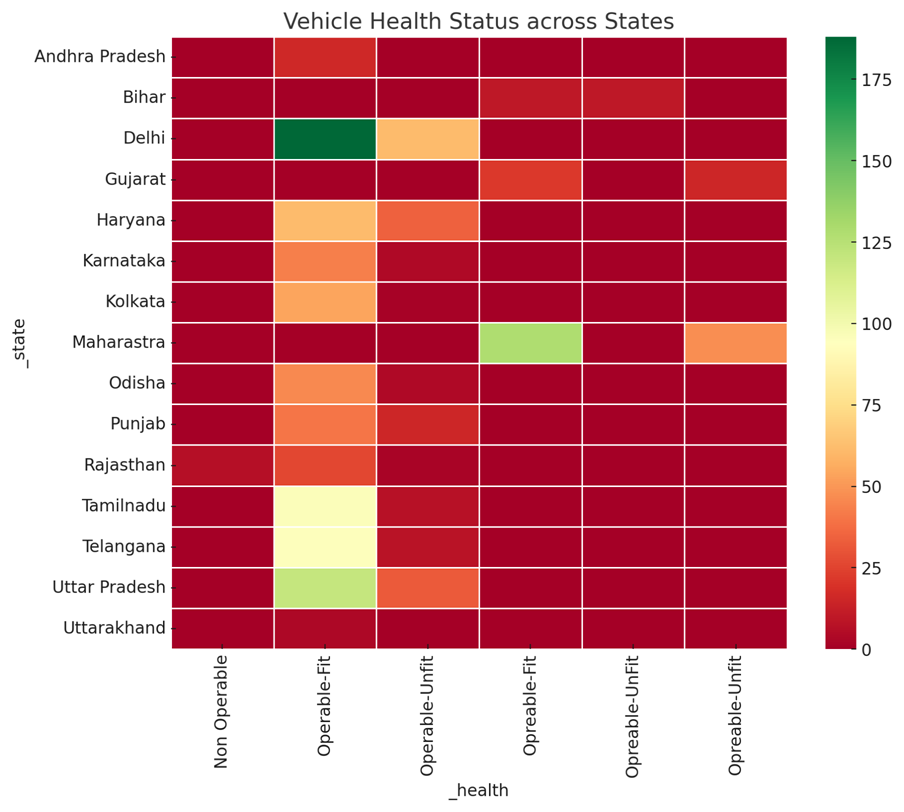 Vehicle Health Status across States
_state
Andhra Pradesh
Bihar
Delhi
Gujarat
Haryana
Karnataka
Kolkata
Maharastra
Odisha
Punjab
Rajasthan
Tamilnadu
Telangana
Uttar Pradesh
Uttarakhand
Non Operable
Operable-Fit
Operable-Unfit
Opreable-Fit
Opreable-UnFit
Opreable-Unfit
_health
175
150
125
100
75
50
25
0